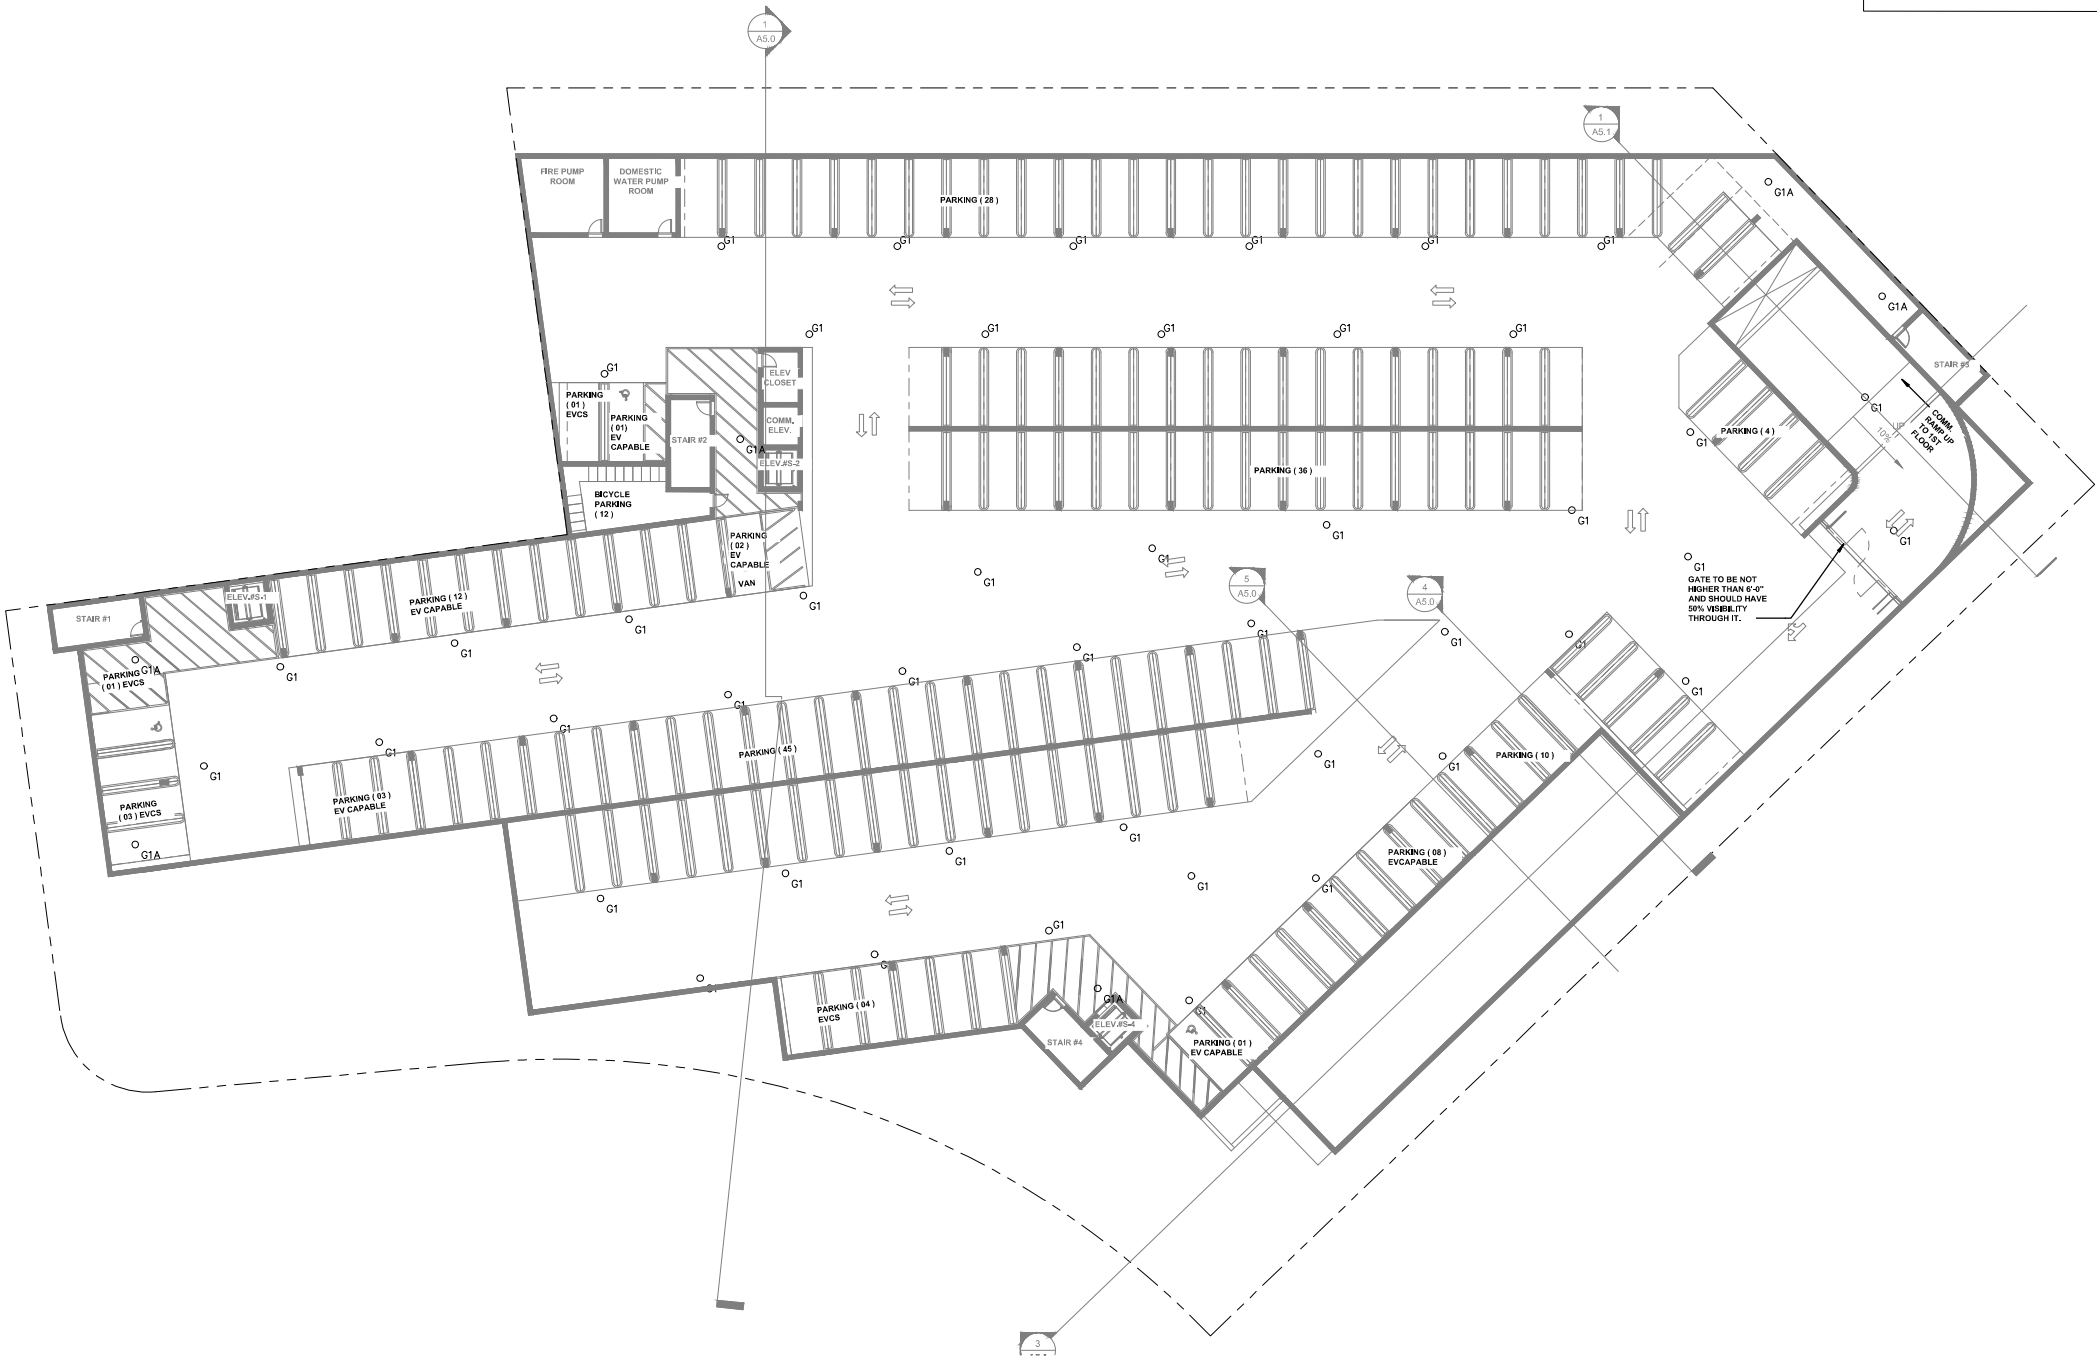 1
A5.0
1
A5.1
FIRE PUMP
ROOM
DOMESTIC
WATER PUMP
ROOM
PARKING ( 28 )
G1A
G1
G1
G1
G1
G1
G1
G1A
G1
G1
G1
G1
G1
STAIR #3
ELEV
CLOSET
G1
PARKING
( 01 )
EVCS
PARKING
( 01)
EV
CAPABLE
COMM.
ELEV.
STAIR #2
G1A
ELEV.#S-2
G1
COMM.
RAMP UP
TO 1ST
FLOOR
UP
10%
G1
PARKING ( 4 )
PARKING ( 36 )
BICYCLE
PARKING
( 12 )
G1
G1
G1
PARKING
( 02 )
EV
CAPABLE
VAN
G1
G1
G1
GATE TO BE NOT
HIGHER THAN 6'-0"
AND SHOULD HAVE
50% VISIBILITY
THROUGH IT.
5
A5.0
4
A5.0
ELEV.#S-1
PARKING ( 12 )
EV CAPABLE
G1
G1
STAIR #1
G1
G1
G1
G1
G1
G1A
PARKING
( 01 ) EVCS
G1
G1
G1
G1
G1
G1
G1
PARKING ( 45 )
PARKING ( 10 )
G1
G1
G1
PARKING ( 03 )
EV CAPABLE
PARKING
( 03 ) EVCS
G1A
G1
G1
PARKING ( 08 )
EVCAPABLE
G1
G1
G1
G1
G1
G1
PARKING ( 04 )
EVCS
G1A
G1
ELEV.#S-4
STAIR #4
PARKING ( 01 )
EV CAPABLE
3